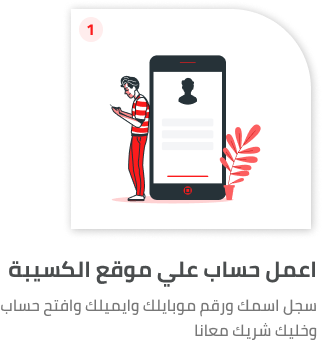 1
اعمل حساب علي موقع الكسيبة
سجل اسمك ورقم موبايلك وايميلك وافتح حساب
وخليك شريك معانا